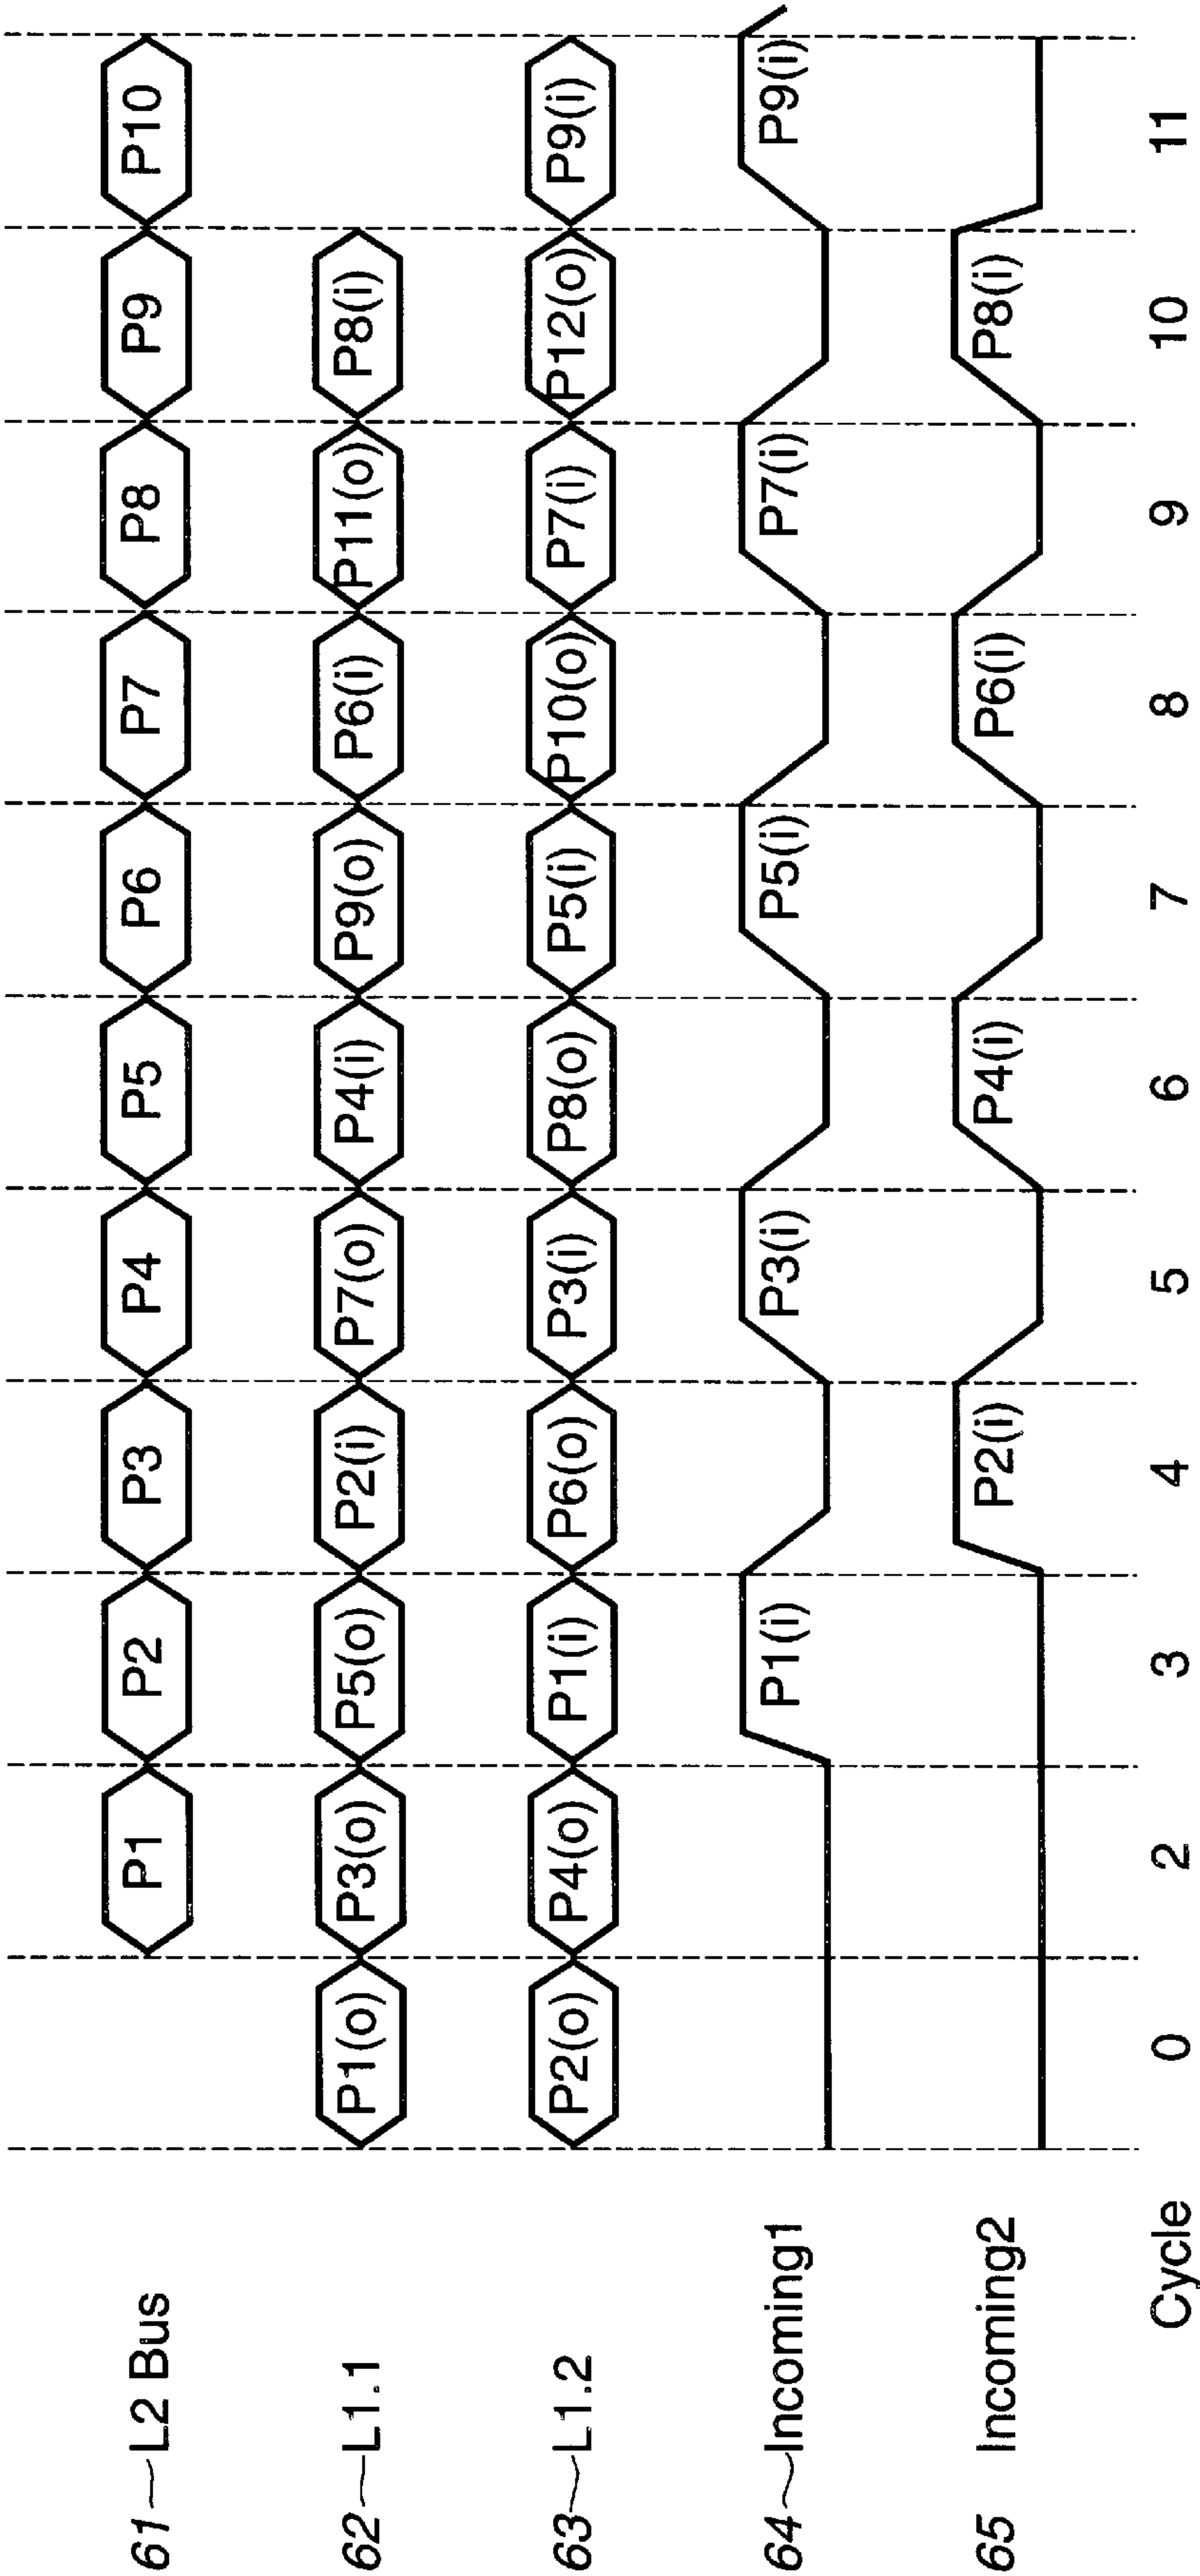 61 L2 Bus P1 P2 P3 P4 P5 P6 P7 P8 P9 P10
62 L1.1 P1(o) P3(o) P5(o) P2(i) P7(o) P4(i) P9(o) P6(i) P11(o) P8(i)
63 L1.2 P2(o) P4(o) P1(i) P6(o) P3(i) P8(o) P5(i) P10(o) P7(i) P12(o) P9(i)
64 Incoming1 P1(i) P3(i) P5(i) P7(i) P9(i)
65 Incoming2 P2(i) P4(i) P6(i) P8(i)
Cycle 0 2 3 4 5 6 7 8 9 10 11